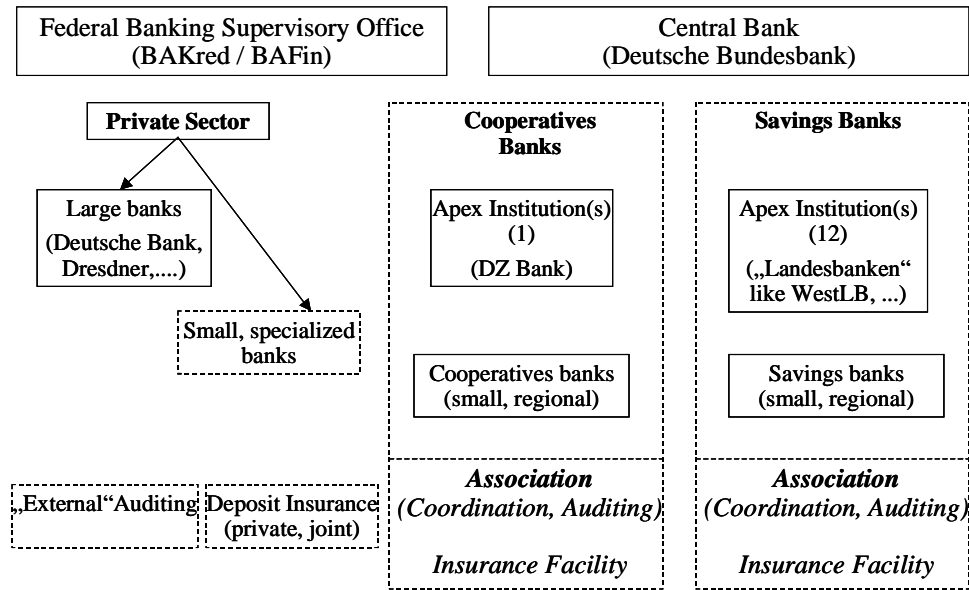 Federal Banking Supervisory Office
(BAKred / BAFin)
Central Bank
(Deutsche Bundesbank)
Private Sector
Large banks
(Deutsche Bank,
Dresdner,....)
Small, specialized
banks
„External“Auditing
Deposit Insurance
(private, joint)
Cooperatives
Banks
Apex Institution(s)
(1)
(DZ Bank)
Cooperatives banks
(small, regional)
Association
(Coordination, Auditing)
Insurance Facility
Savings Banks
Apex Institution(s)
(12)
(„Landesbanken“
like WestLB, ...)
Savings banks
(small, regional)
Association
(Coordination, Auditing)
Insurance Facility